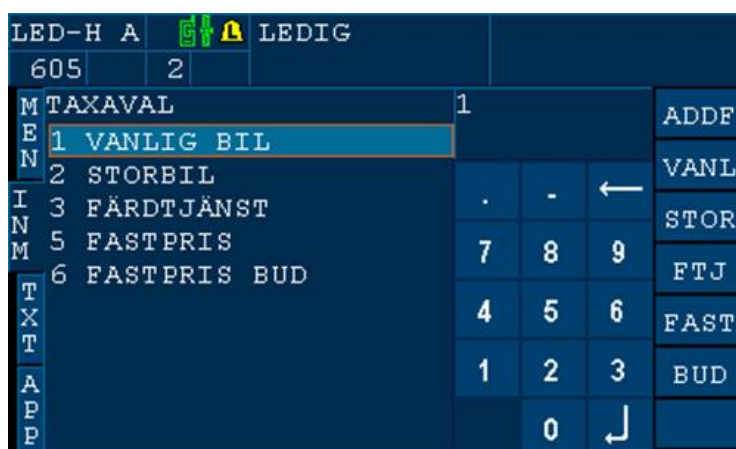 LED-H A LEDIG
605 2
MEN
INM
TXT
APP
TAXAVAL
1 VANLIG BIL
2 STORBIL
3 FÄRDTJÄNST
5 FASTPRIS
6 FASTPRIS BUD
1
. - ←
7 8 9
4 5 6
1 2 3
0 ↵
ADDF
VANL
STOR
FTJ
FAST
BUD